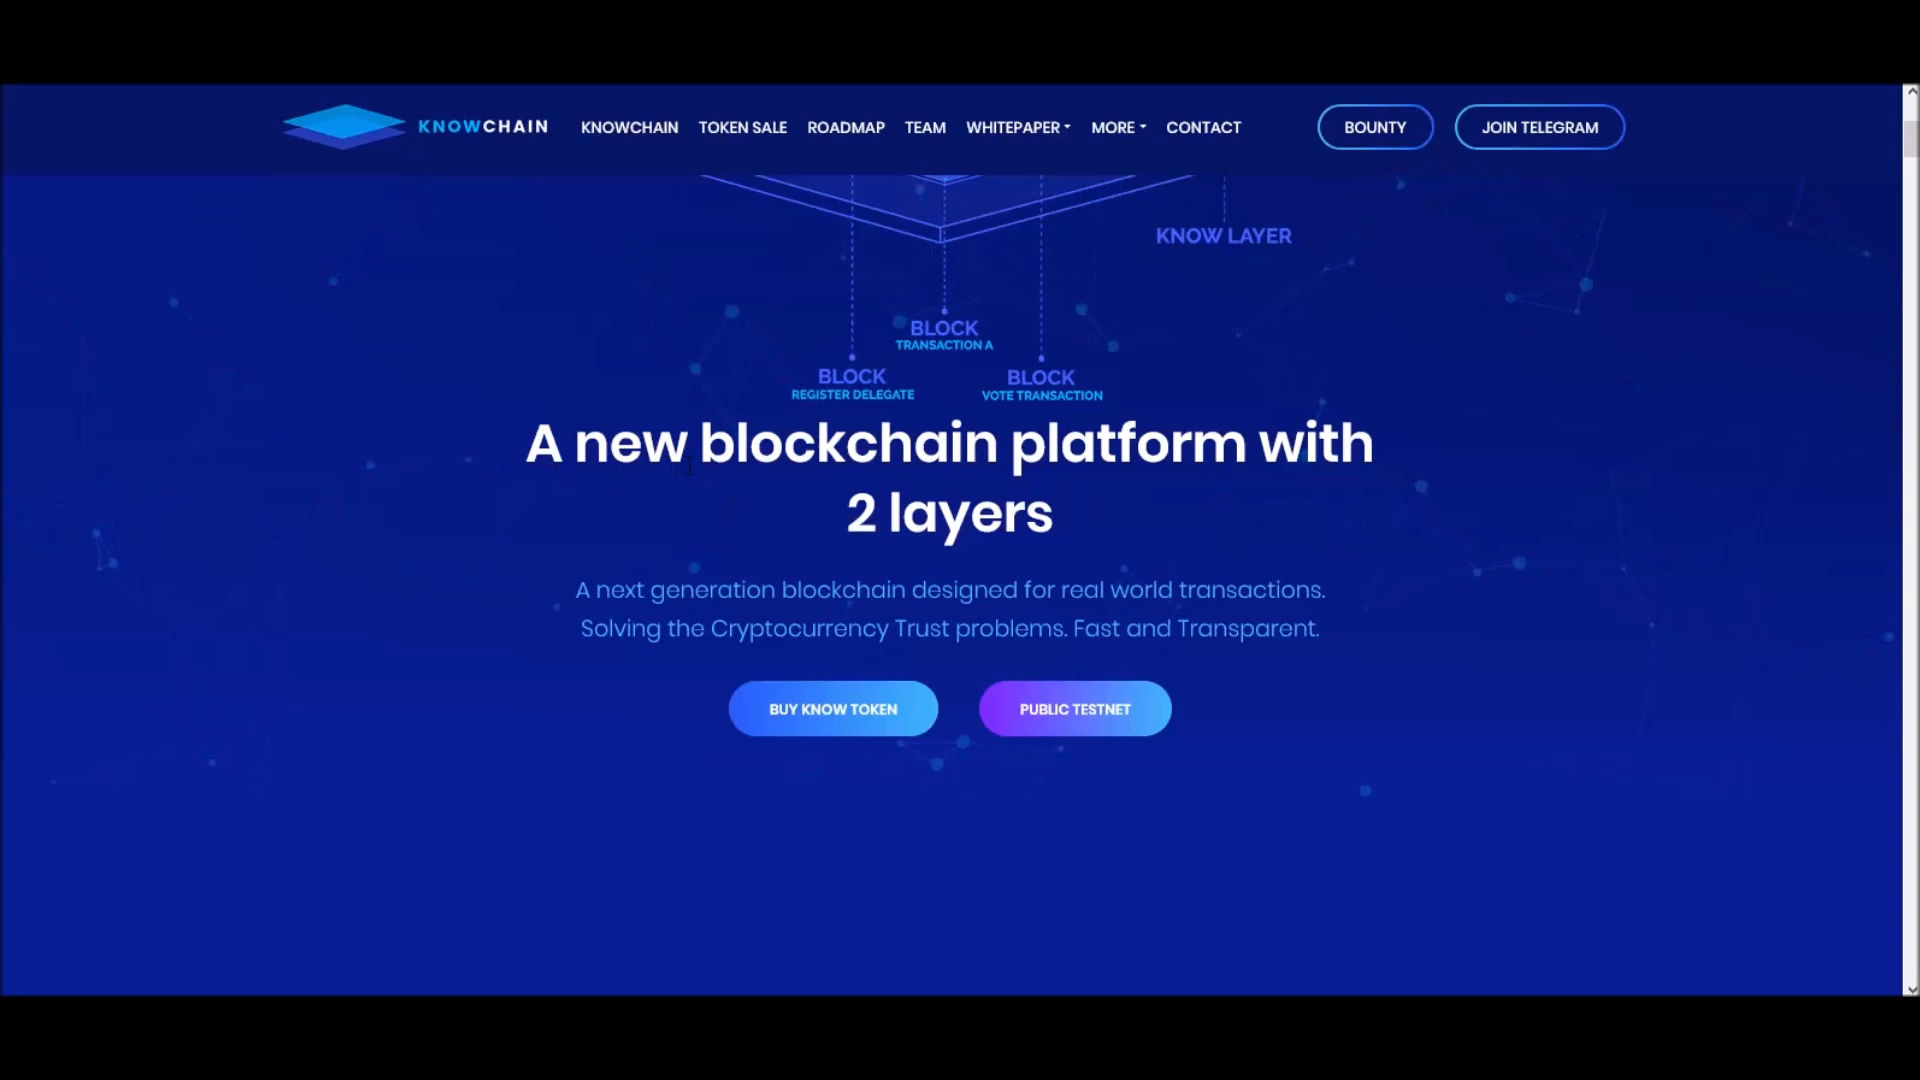 KNOWCHAIN KNOWCHAIN TOKEN SALE ROADMAP TEAM WHITEPAPER MORE CONTACT BOUNTY JOIN TELEGRAM
KNOW LAYER
BLOCK
TRANSACTION A
BLOCK BLOCK
REGISTER DELEGATE VOTE TRANSACTION
A new blockchain platform with
2 layers
A next generation blockchain designed for real world transactions.
Solving the Cryptocurrency Trust problems. Fast and Transparent.
BUY KNOW TOKEN PUBLIC TESTNET